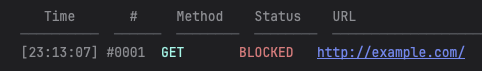 Time # Method Status URL
[23:13:07] #0001 GET BLOCKED http://example.com/